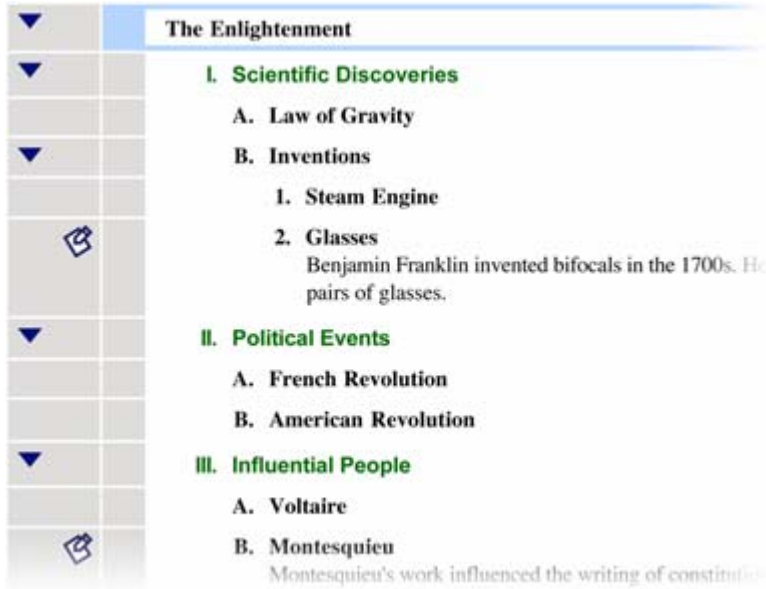 The Enlightenment
I. Scientific Discoveries
A. Law of Gravity
B. Inventions
1. Steam Engine
2. Glasses
Benjamin Franklin invented bifocals in the 1700s.
pairs of glasses.
II. Political Events
A. French Revolution
B. American Revolution
III. Influential People
A. Voltaire
B. Montesquieu
Montesquieu's work influenced the writing of